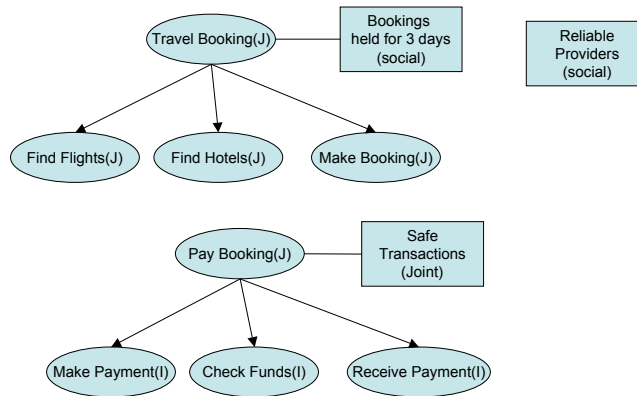 Travel Booking(J)
Bookings
held for 3 days
(social)
Reliable
Providers
(social)
Find Flights(J)
Find Hotels(J)
Make Booking(J)
Pay Booking(J)
Safe
Transactions
(Joint)
Make Payment(I)
Check Funds(I)
Receive Payment(I)